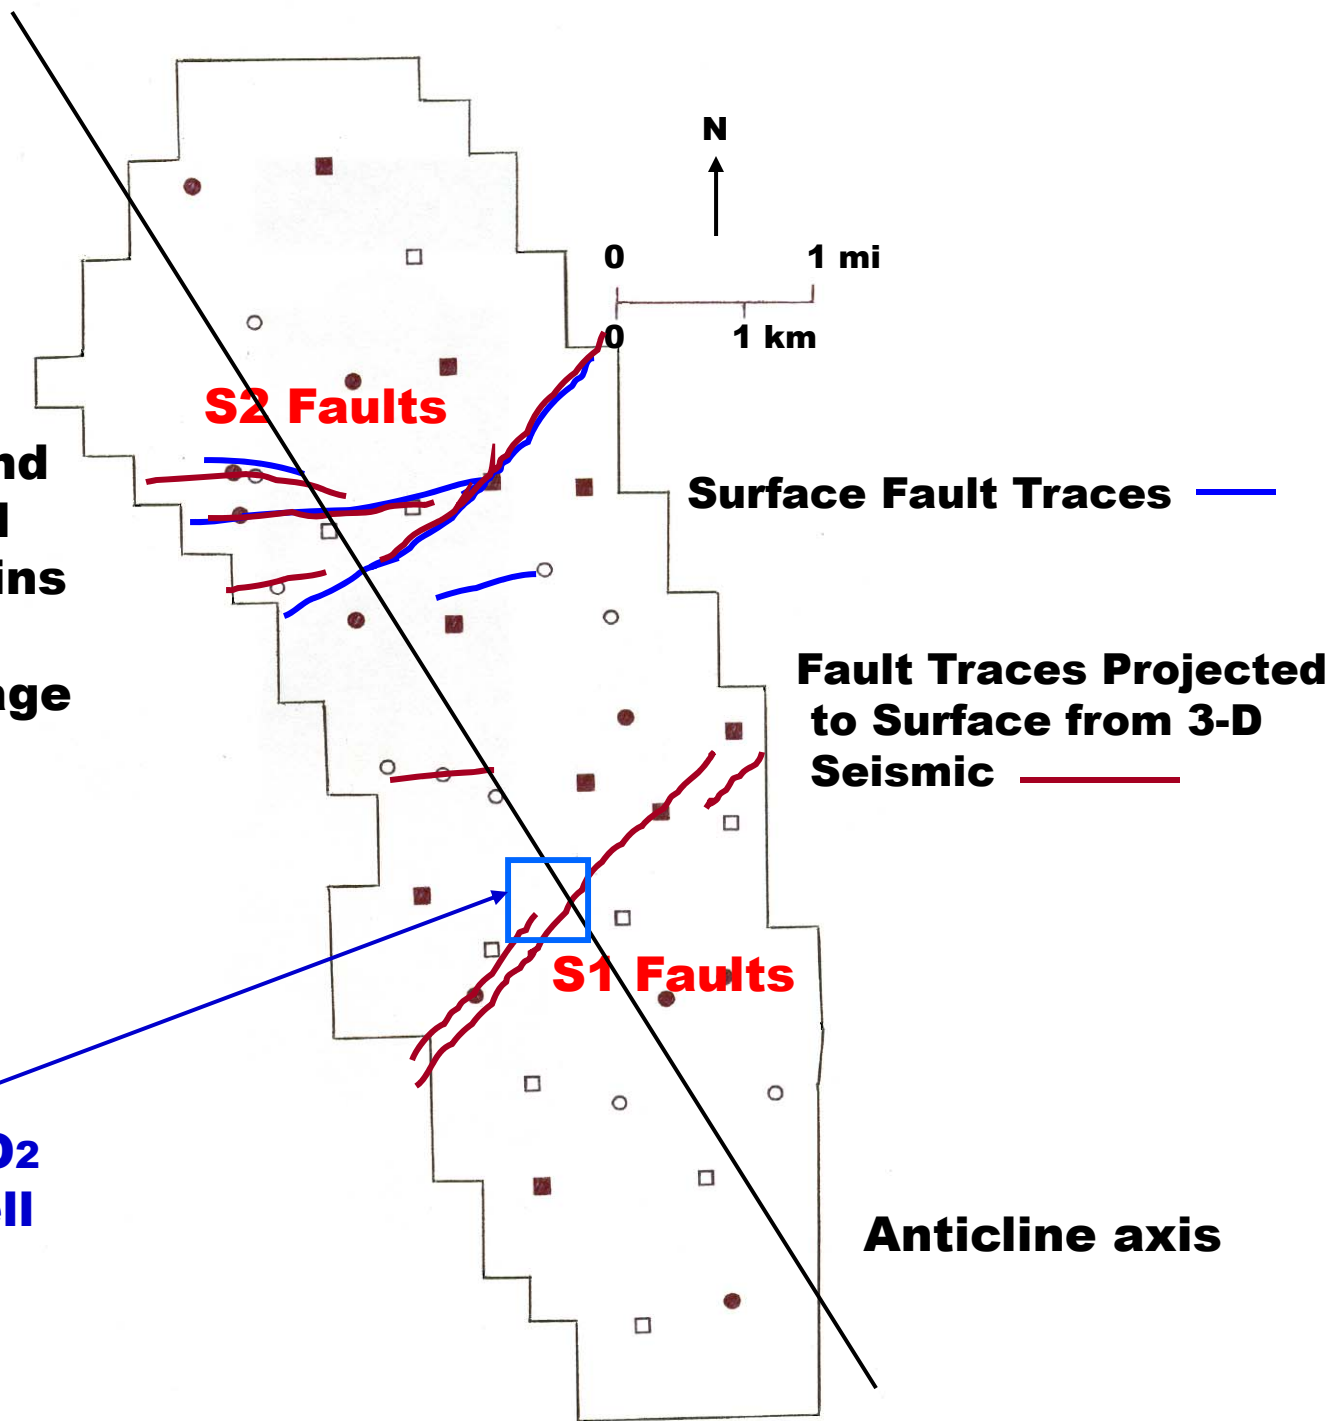 N
0 1 mi
0 1 km
S2 Faults
Surface Fault Traces
Fault Traces Projected
to Surface from 3-D
Seismic
S1 Faults
Anticline axis